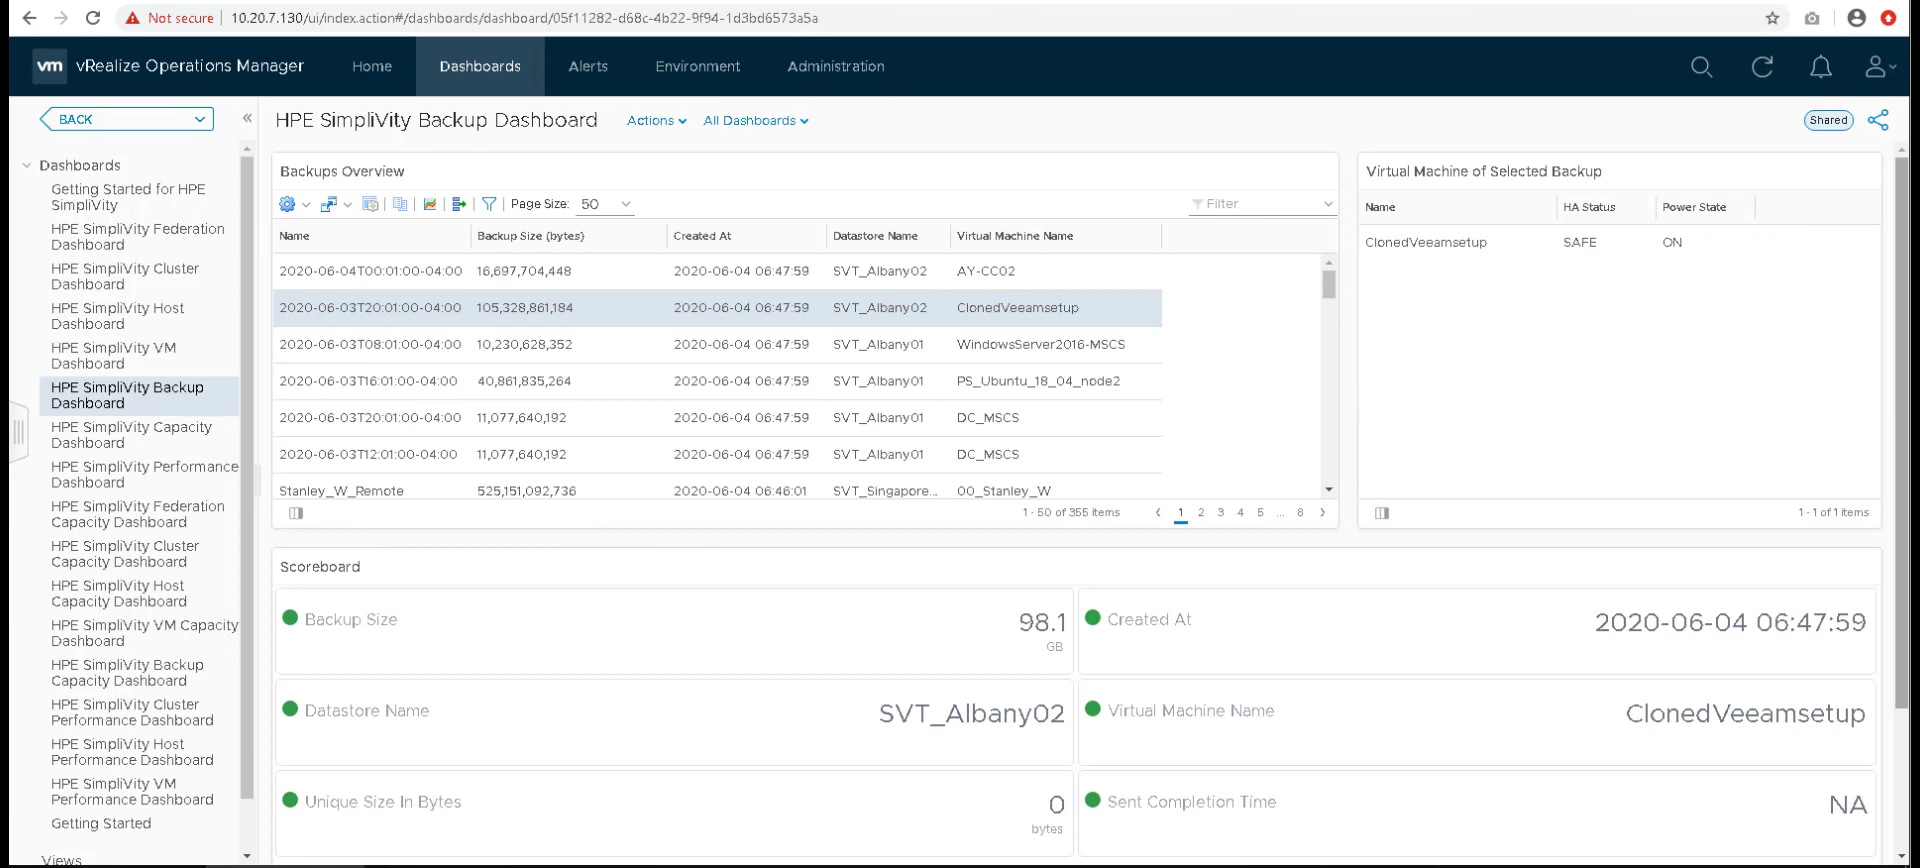 Not secure 10.20.7.130/ui/index.action#/dashboards/dashboard/05f11282-d68c-4b22-9f94-1d3bd6573a5a
vm vRealize Operations Manager Home Dashboards Alerts Environment Administration
BACK
Dashboards
Getting Started for HPE
SimpliVity
HPE SimpliVity Federation
Dashboard
HPE SimpliVity Cluster
Dashboard
HPE SimpliVity Host
Dashboard
HPE SimpliVity VM
Dashboard
HPE SimpliVity Backup
Dashboard
HPE SimpliVity Capacity
Dashboard
HPE SimpliVity Performance
Dashboard
HPE SimpliVity Federation
Capacity Dashboard
HPE SimpliVity Cluster
Capacity Dashboard
HPE SimpliVity Host
Capacity Dashboard
HPE SimpliVity VM Capacity
Dashboard
HPE SimpliVity Backup
Capacity Dashboard
HPE SimpliVity Cluster
Performance Dashboard
HPE SimpliVity Host
Performance Dashboard
HPE SimpliVity VM
Performance Dashboard
Getting Started
Views
HPE SimpliVity Backup Dashboard Actions All Dashboards Shared
Backups Overview
Page Size: 50 Filter
Name Backup Size (bytes) Created At Datastore Name Virtual Machine Name
2020-06-04T00:01:00-04:00 16,697,704,448 2020-06-04 06:47:59 SVT_Albany02 AY-CC02
2020-06-03T20:01:00-04:00 105,328,861,184 2020-06-04 06:47:59 SVT_Albany02 ClonedVeeamsetup
2020-06-03T08:01:00-04:00 10,230,628,352 2020-06-04 06:47:59 SVT_Albany01 WindowsServer2016-MSCS
2020-06-03T16:01:00-04:00 40,861,835,264 2020-06-04 06:47:59 SVT_Albany01 PS_Ubuntu_18_04_node2
2020-06-03T20:01:00-04:00 11,077,640,192 2020-06-04 06:47:59 SVT_Albany01 DC_MSCS
2020-06-03T12:01:00-04:00 11,077,640,192 2020-06-04 06:47:59 SVT_Albany01 DC_MSCS
Stanley_W_Remote 525,151,092,736 2020-06-04 06:46:01 SVT_Singapore... 00_Stanley_W
1 - 50 of 355 items 1 2 3 4 5 ... 8
Virtual Machine of Selected Backup
Name HA Status Power State
ClonedVeeamsetup SAFE ON
1 - 1 of 1 items
Scoreboard
Backup Size 98.1
GB
Created At 2020-06-04 06:47:59
Datastore Name SVT_Albany02
Virtual Machine Name ClonedVeeamsetup
Unique Size In Bytes 0
bytes
Sent Completion Time NA